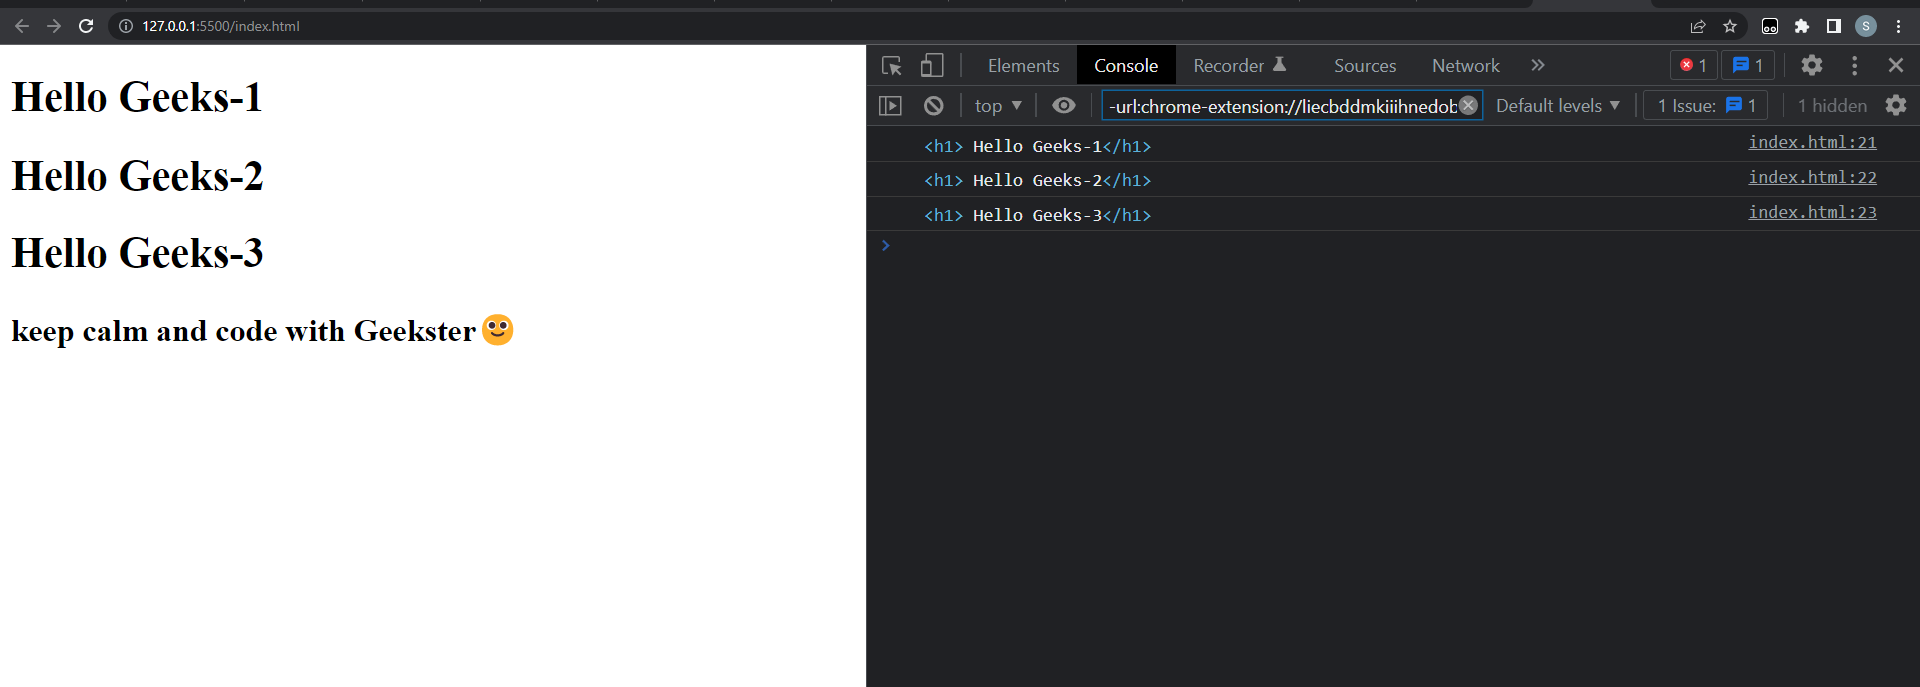 127.0.0.1:5500/index.html
S
Hello Geeks-1
Hello Geeks-2
Hello Geeks-3
keep calm and code with Geekster
Elements Console Recorder Sources Network 1 1
top -url:chrome-extension://liecbddmkiiihnedob Default levels 1 Issue: 1 1 hidden
<h1> Hello Geeks-1</h1> index.html:21
<h1> Hello Geeks-2</h1> index.html:22
<h1> Hello Geeks-3</h1> index.html:23